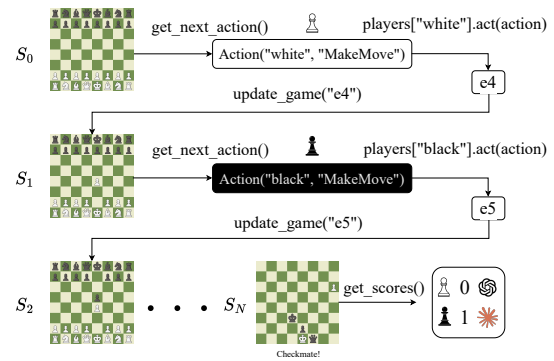 get_next_action()
players["white"].act(action)
S0
Action("white", "MakeMove")
e4
update_game("e4")
get_next_action()
players["black"].act(action)
S1
Action("black", "MakeMove")
e5
update_game("e5")
S2
SN
get_scores()
0
1
Checkmate!